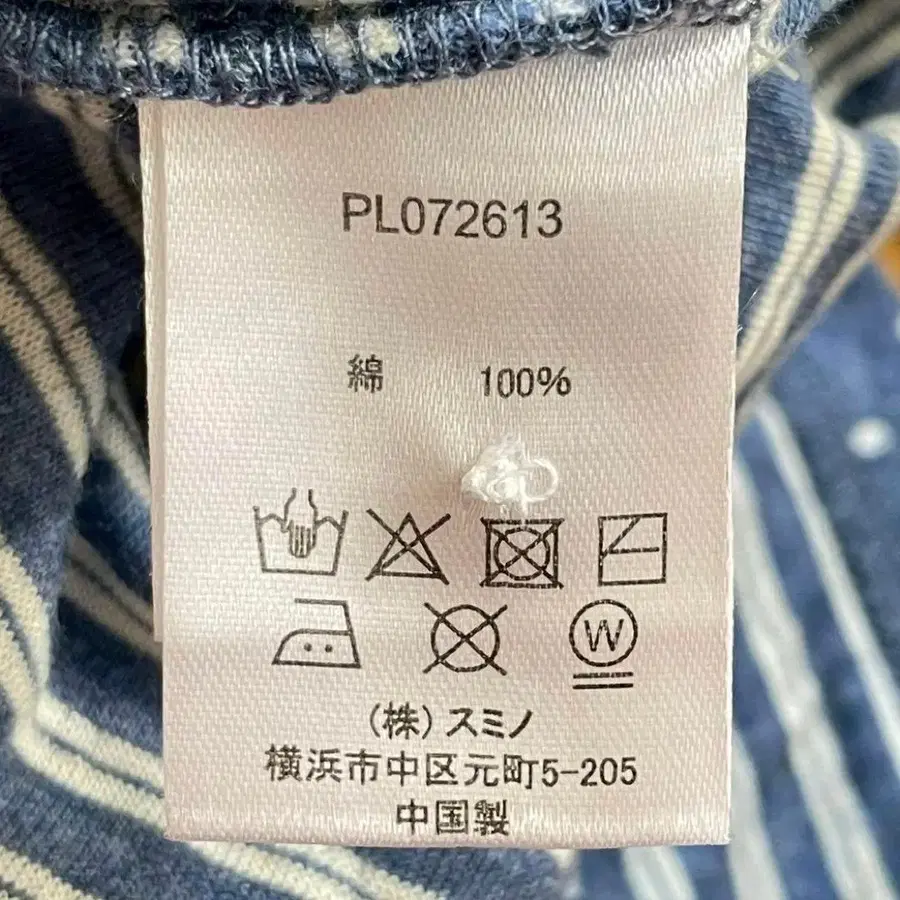 PL072613
綿 100%
W
(株)スミノ
横浜市中区元町5-205
中国製